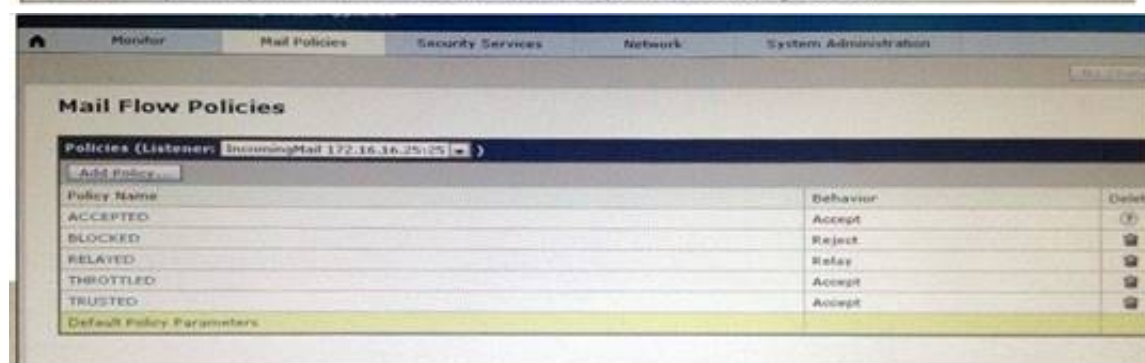 Monitor Mail Policies Security Services Network System Administration
Mail Flow Policies
Policies (Listener: IncomingMail 172.16.16.25:25 )
Add Policy...
Policy Name Behavior Delet
ACCEPTED Accept
BLOCKED Reject
RELAYED Relay
THROTTLED Accept
TRUSTED Accept
Default Policy Parameters